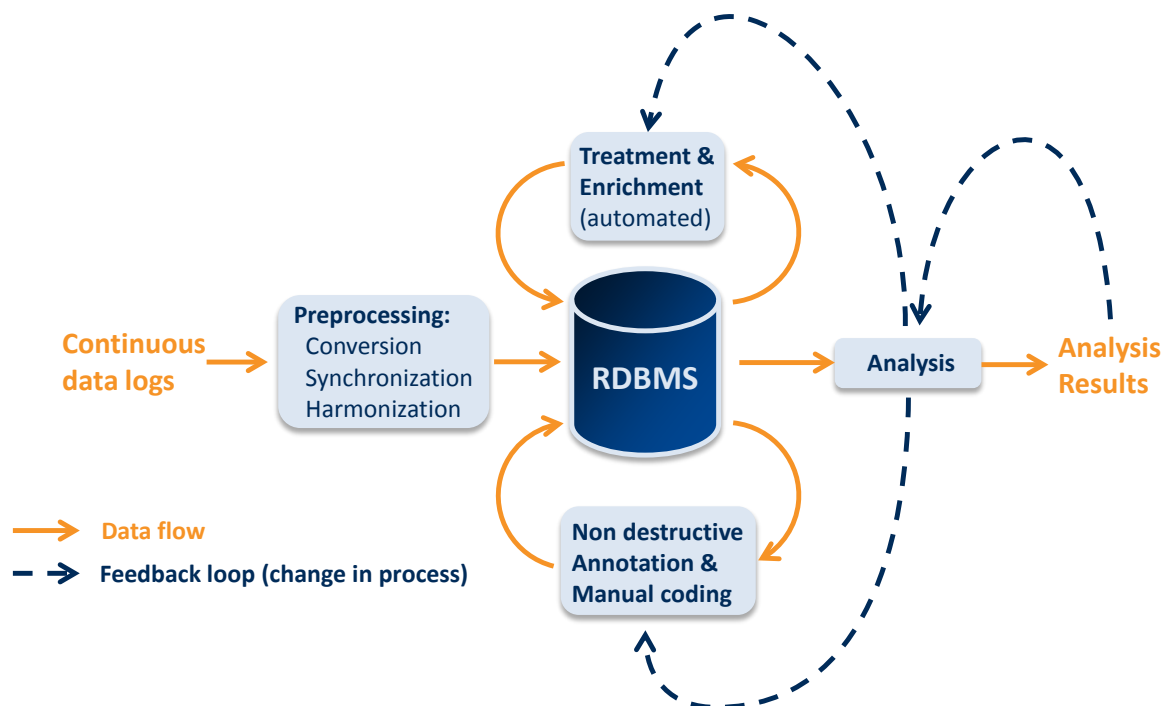 Treatment &
Enrichment
(automated)
Preprocessing:
Conversion
Synchronization
Harmonization
Continuous
data logs
RDBMS
Analysis
Analysis
Results
Non destructive
Annotation &
Manual coding
Data flow
Feedback loop (change in process)